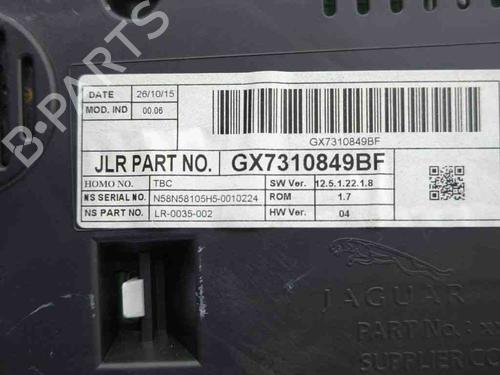 DATE 26/10/15
MOD. IND 00.06
GX7310849BF
JLR PART NO. GX7310849BF
HOMO NO. TBC SW Ver. 12.5.1.22.1.8
NS SERIAL NO. N58N58105H5-0010224 ROM 1.7
NS PART NO. LR-0035-002 HW Ver. 04
JAGUAR
PART No. :
SUPPLIER CO
B-PARTS